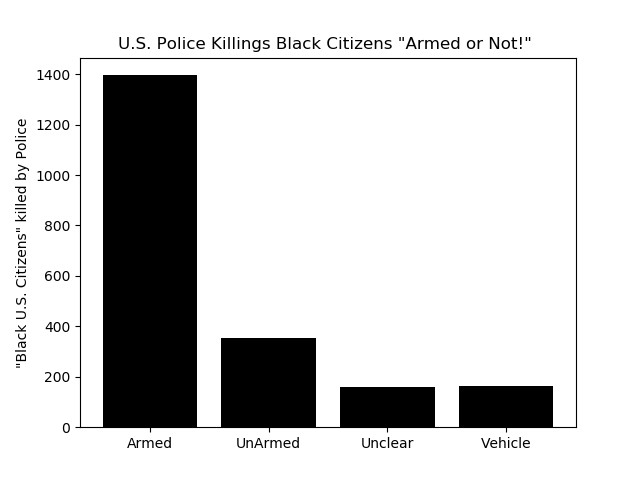 U.S. Police Killings Black Citizens "Armed or Not!"
"Black U.S. Citizens" killed by Police
1400
1200
1000
800
600
400
200
0
Armed UnArmed Unclear Vehicle